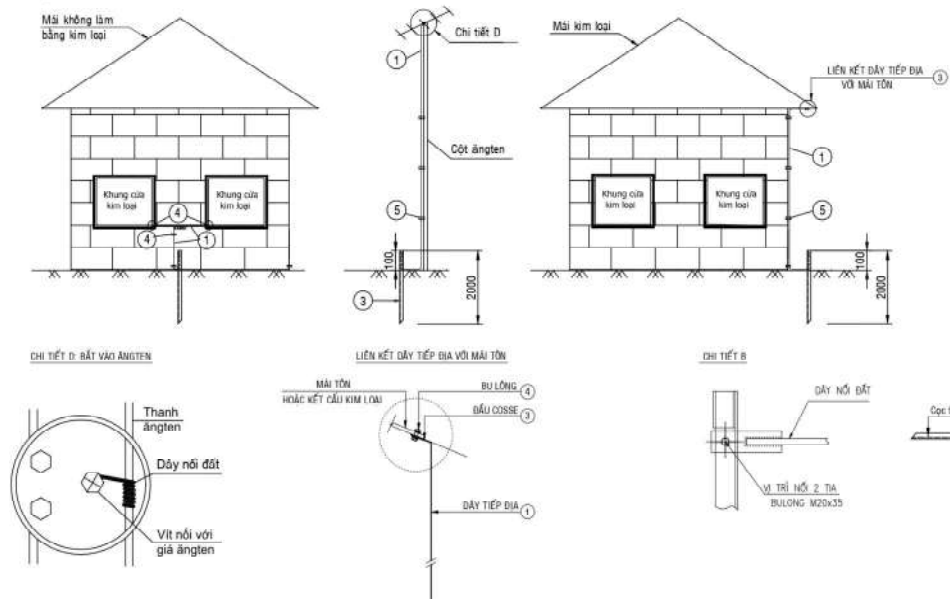 Mái không làm
bằng kim loại
Khung cửa
kim loại
Khung cửa
kim loại
4
4
1
Chi tiết D
1
Cột ăngten
5
3
100
2000
Mái kim loại
LIÊN KẾT DÂY TIẾP ĐỊA
VỚI MÁI TÔN
3
1
Khung cửa
kim loại
Khung cửa
kim loại
5
100
2000
CHI TIẾT D: BẮT VÀO ĂNGTEN
Thanh
ăngten
Dây nối đất
Vít nối với
giá ăngten
LIÊN KẾT DÂY TIẾP ĐỊA VỚI MÁI TÔN
MÁI TÔN
HOẶC KẾT CẤU KIM LOẠI
BU LÔNG
4
ĐẦU COSSE
3
DÂY TIẾP ĐỊA
1
CHI TIẾT B
DÂY NỐI ĐẤT
VỊ TRÍ NỐI 2 TIA
BULONG M20x35
Cọc